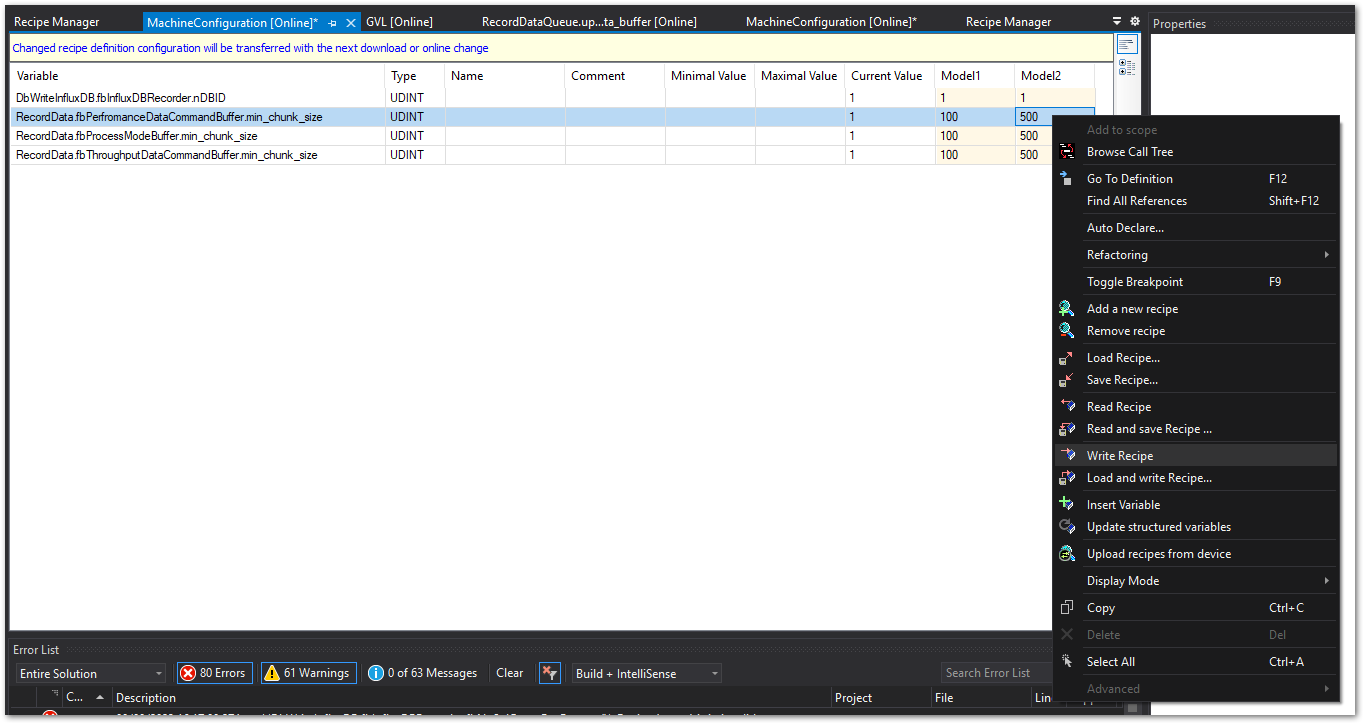 Recipe Manager MachineConfiguration [Online]* GVL [Online] RecordDataQueue.up...ta_buffer [Online] MachineConfiguration [Online]* Recipe Manager Properties
Changed recipe definition configuration will be transferred with the next download or online change
Variable Type Name Comment Minimal Value Maximal Value Current Value Model1 Model2
DbWriteInfluxDB.fbInfluxDBRecorder.nDBID UDINT 1 1 1
RecordData.fbPerfromanceDataCommandBuffer.min_chunk_size UDINT 1 100 500
RecordData.fbProcessModeBuffer.min_chunk_size UDINT 1 100 500
RecordData.fbThroughputDataCommandBuffer.min_chunk_size UDINT 1 100 500
Add to scope
Browse Call Tree
Go To Definition F12
Find All References Shift+F12
Auto Declare...
Refactoring
Toggle Breakpoint F9
Add a new recipe
Remove recipe
Load Recipe...
Save Recipe...
Read Recipe
Read and save Recipe ...
Write Recipe
Load and write Recipe...
Insert Variable
Update structured variables
Upload recipes from device
Display Mode
Copy Ctrl+C
Delete Del
Select All Ctrl+A
Advanced
Error List
Entire Solution 80 Errors 61 Warnings 0 of 63 Messages Clear Build + IntelliSense Search Error List
C... Description Project File Lin